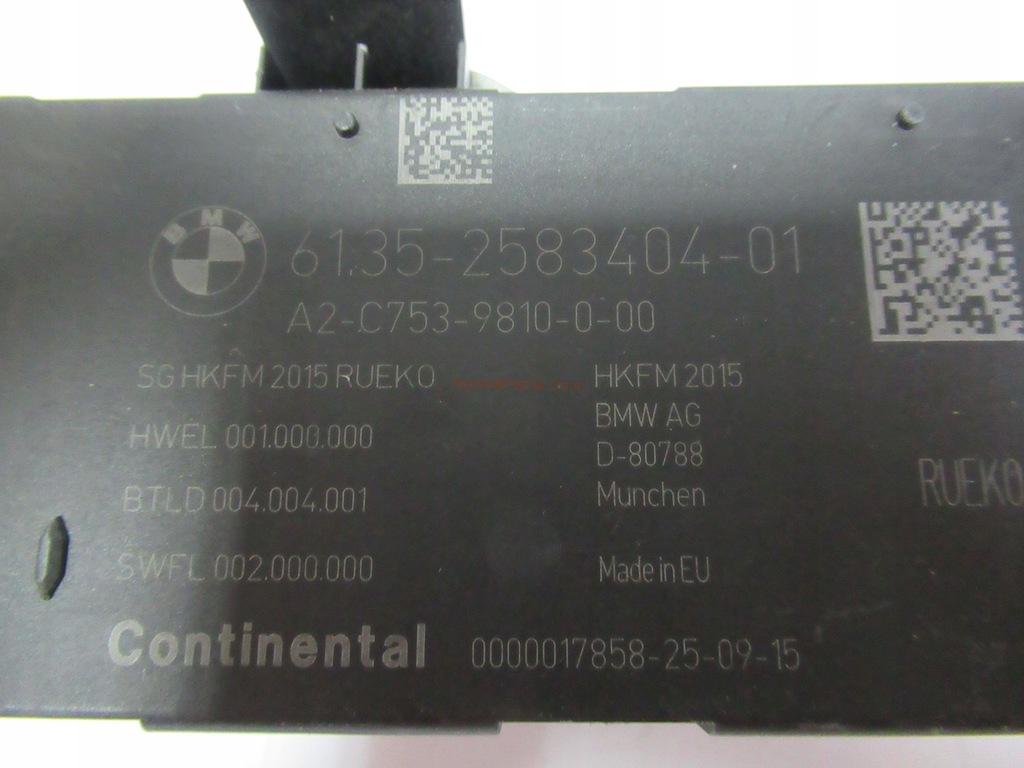 BMW
61.35-2583404-01
A2-C753-9810-0-00
SG HKFM 2015 RUEKO
HWEL 001.000.000
BTLD 004.004.001
SWFL 002.000.000
HKFM 2015
BMW AG
D-80788
Munchen
Made in EU
RUEKO
Continental
0000017858-25-09-15